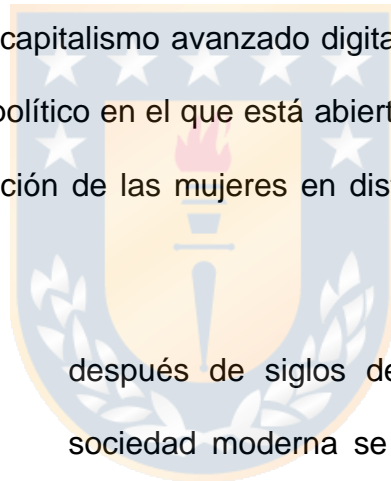 capitalismo avanzado digita
político en el que está abiert
ción de las mujeres en dist
después de siglos de
sociedad moderna se